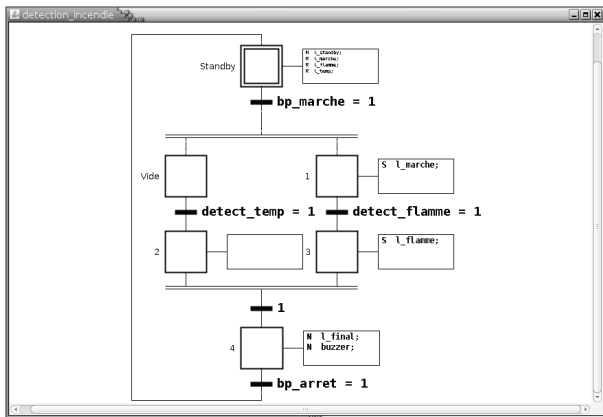 detection_incendie
Standby
N l_standby;
R l_marche;
R l_flamme;
R l_temp;
bp_marche = 1
Vide
1
S l_marche;
detect_temp = 1
detect_flamme = 1
2
3
S l_flamme;
1
4
N l_final;
N buzzer;
bp_arret = 1